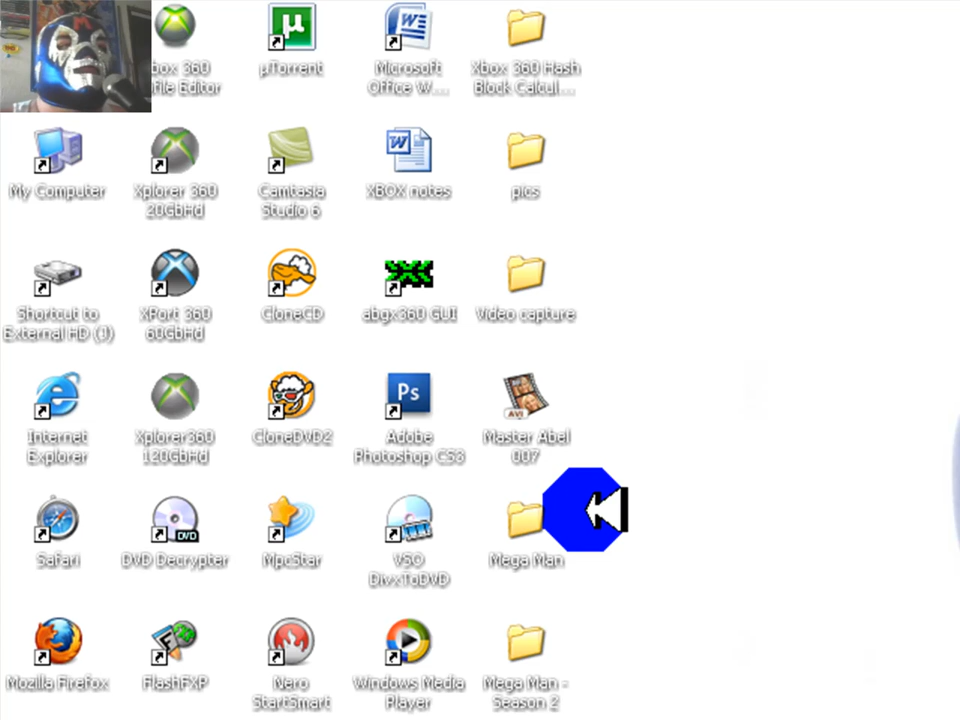 box 360
file Editor
µTorrent
Microsoft
Office W...
Xbox 360 Hash
Block Calcul...
My Computer
Xplorer 360
20GbHd
Camtasia
Studio 6
XBOX notes
pics
Shortcut to
External HD (J)
XPort 360
60GbHd
CloneCD
abgx360 GUI
Video capture
Internet
Explorer
Xplorer360
120GbHd
CloneDVD2
Ps
Adobe
Photoshop CS3
AVI
Master Abel
007
Safari
DVD
DVD Decrypter
MpcStar
VSO
DivxToDVD
Mega Man
Mozilla Firefox
FlashFXP
Nero
StartSmart
Windows Media
Player
Mega Man -
Season 2